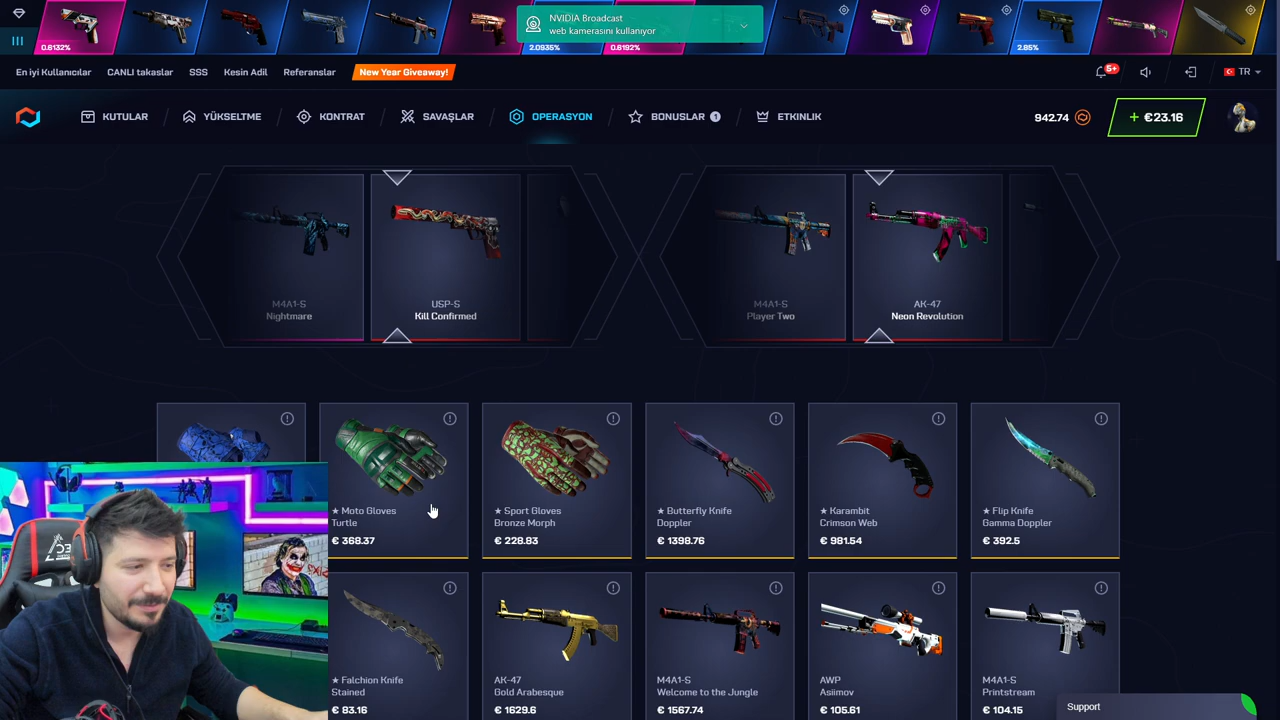 NVIDIA Broadcast
web kamerasını kullanıyor
0.6132%
2.0935%
0.6192%
2.85%
En iyi Kullanıcılar
CANLI takaslar
SSS
Kesin Adil
Referanslar
New Year Giveaway!
5+
TR
KUTULAR
YÜKSELTME
KONTRAT
SAVAŞLAR
OPERASYON
BONUSLAR 1
ETKINLIK
942.74
+ €23.16
M4A1-S
Nightmare
USP-S
Kill Confirmed
M4A1-S
Player Two
AK-47
Neon Revolution
★ Moto Gloves
Turtle
€ 368.37
★ Sport Gloves
Bronze Morph
€ 228.83
★ Butterfly Knife
Doppler
€ 1398.76
★ Karambit
Crimson Web
€ 981.54
★ Flip Knife
Gamma Doppler
€ 392.5
★ Falchion Knife
Stained
€ 83.16
AK-47
Gold Arabesque
€ 1629.6
M4A1-S
Welcome to the Jungle
€ 1567.74
AWP
Asiimov
€ 105.61
M4A1-S
Printstream
€ 104.15
Support